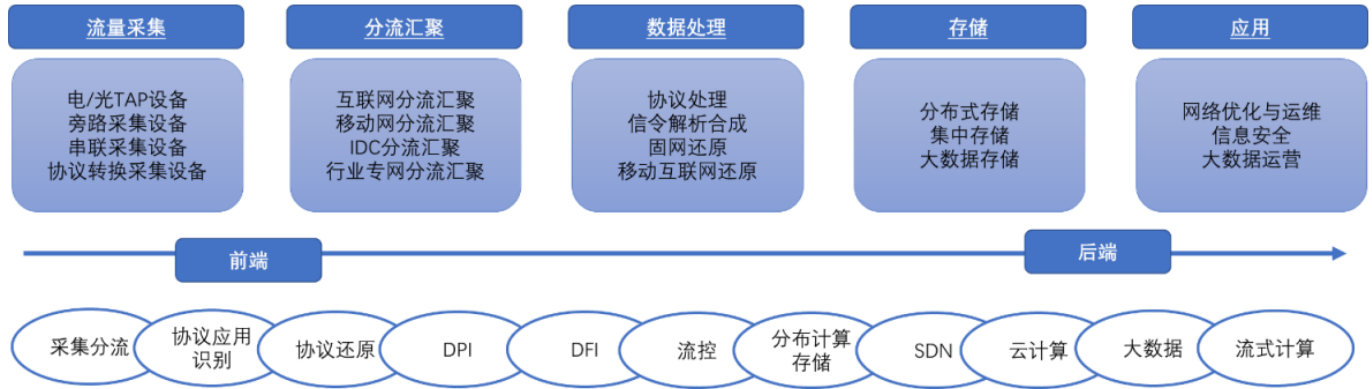 流量采集
分流汇聚
数据处理
存储
应用
电/光TAP设备
旁路采集设备
串联采集设备
协议转换采集设备
互联网分流汇聚
移动网分流汇聚
IDC分流汇聚
行业专网分流汇聚
协议处理
信令解析合成
固网还原
移动互联网还原
分布式存储
集中存储
大数据存储
网络优化与运维
信息安全
大数据运营
前端
后端
采集分流
协议应用
识别
协议还原
DPI
DFI
流控
分布计算
存储
SDN
云计算
大数据
流式计算